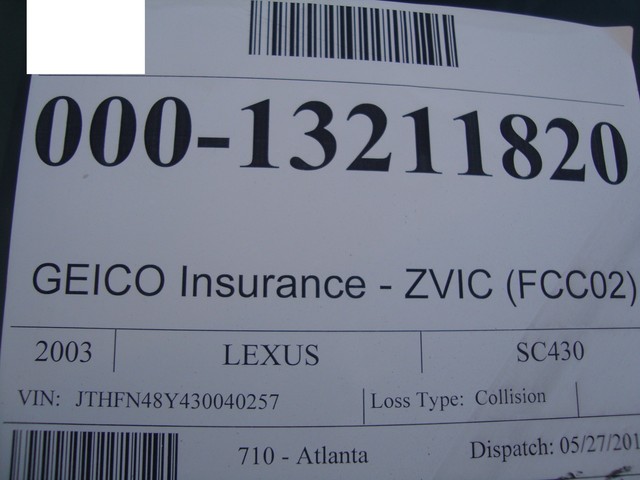 000-13211820
GEICO Insurance - ZVIC (FCC02)
2003 LEXUS SC430
VIN: JTHFN48Y430040257 Loss Type: Collision
710 - Atlanta Dispatch: 05/27/201